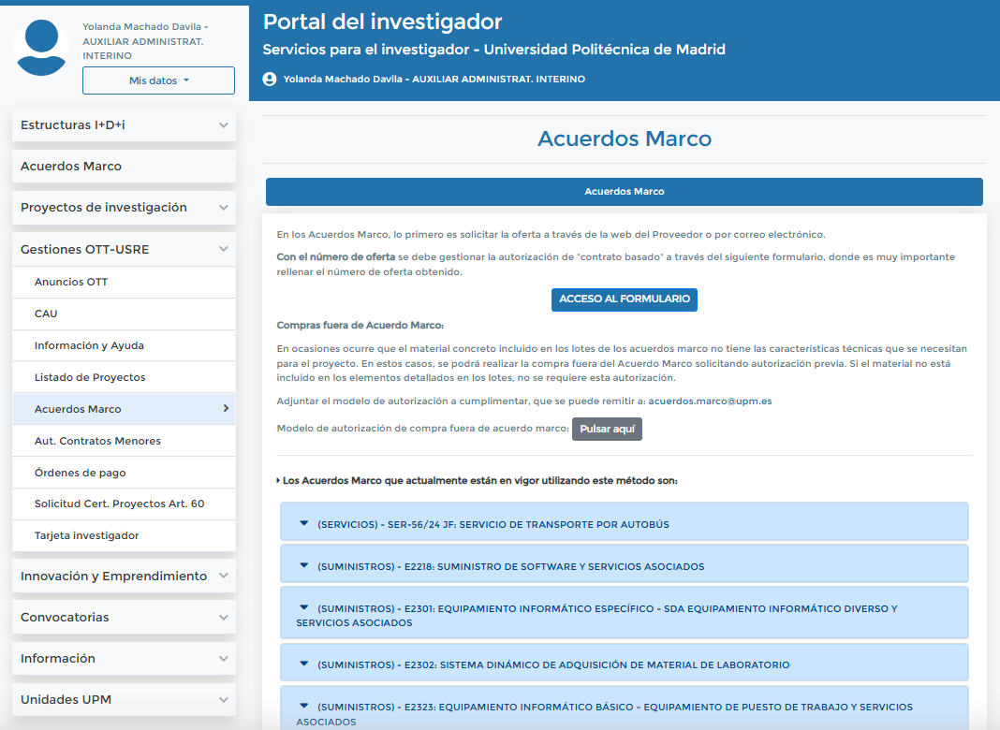 Yolanda Machado Davila -
AUXILIAR ADMINISTRAT.
INTERINO
Mis datos
Estructuras I+D+i
Acuerdos Marco
Proyectos de investigación
Gestiones OTT-USRE
Anuncios OTT
CAU
Información y Ayuda
Listado de Proyectos
Acuerdos Marco
Aut. Contratos Menores
Órdenes de pago
Solicitud Cert. Proyectos Art. 60
Tarjeta investigador
Innovación y Emprendimiento
Convocatorias
Información
Unidades UPM
Portal del investigador
Servicios para el investigador - Universidad Politécnica de Madrid
Yolanda Machado Davila - AUXILIAR ADMINISTRAT. INTERINO
Acuerdos Marco
Acuerdos Marco
En los Acuerdos Marco, lo primero es solicitar la oferta a través de la web del Proveedor o por correo electrónico.
Con el número de oferta se debe gestionar la autorización de "contrato basado" a través del siguiente formulario, donde es muy importante
rellenar el número de oferta obtenido.
ACCESO AL FORMULARIO
Compras fuera de Acuerdo Marco:
En ocasiones ocurre que el material concreto incluido en los lotes de los acuerdos marco no tiene las características técnicas que se necesitan
para el proyecto. En estos casos, se podrá realizar la compra fuera del Acuerdo Marco solicitando autorización previa. Si el material no está
incluido en los elementos detallados en los lotes, no se requiere esta autorización.
Adjuntar el modelo de autorización a cumplimentar, que se puede remitir a: acuerdos.marco@upm.es
Modelo de autorización de compra fuera de acuerdo marco: Pulsar aquí
Los Acuerdos Marco que actualmente están en vigor utilizando este método son:
(SERVICIOS) - SER-56/24 JF: SERVICIO DE TRANSPORTE POR AUTOBÚS
(SUMINISTROS) - E2218: SUMINISTRO DE SOFTWARE Y SERVICIOS ASOCIADOS
(SUMINISTROS) - E2301: EQUIPAMIENTO INFORMÁTICO ESPECÍFICO - SDA EQUIPAMIENTO INFORMÁTICO DIVERSO Y
SERVICIOS ASOCIADOS
(SUMINISTROS) - E2302: SISTEMA DINÁMICO DE ADQUISICIÓN DE MATERIAL DE LABORATORIO
(SUMINISTROS) - E2323: EQUIPAMIENTO INFORMÁTICO BÁSICO - EQUIPAMIENTO DE PUESTO DE TRABAJO Y SERVICIOS
ASOCIADOS